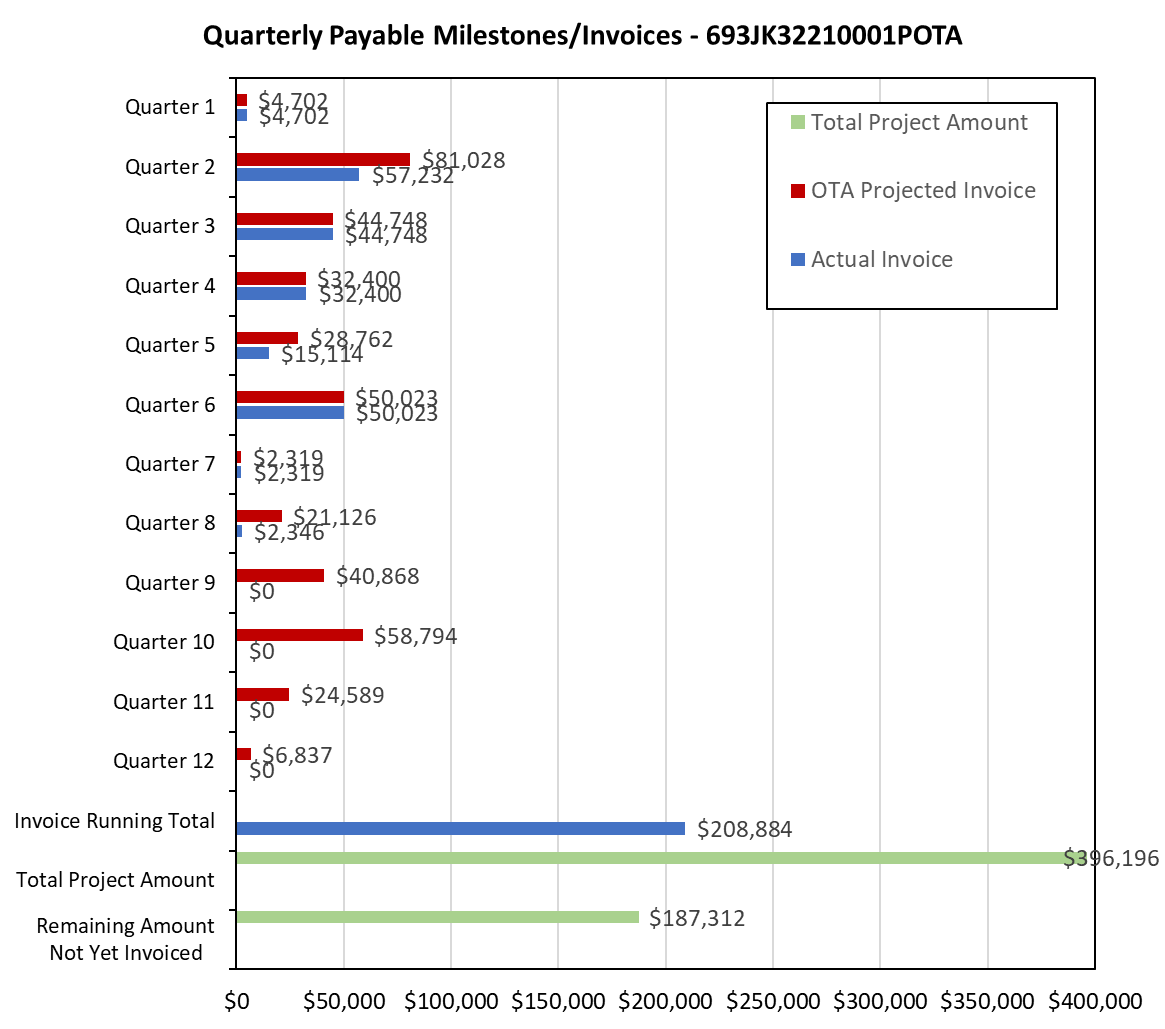 Quarterly Payable Milestones/Invoices - 693JK32210001POTA
Total Project Amount
OTA Projected Invoice
Actual Invoice
Quarter 1
$4,702
$4,702
Quarter 2
$81,028
$57,232
Quarter 3
$44,748
$44,748
Quarter 4
$32,400
$32,400
Quarter 5
$28,762
$15,114
Quarter 6
$50,023
$50,023
Quarter 7
$2,319
$2,319
Quarter 8
$21,126
$2,346
Quarter 9
$40,868
$0
Quarter 10
$58,794
$0
Quarter 11
$24,589
$0
Quarter 12
$6,837
$0
Invoice Running Total
$208,884
Total Project Amount
$396,196
Remaining Amount
Not Yet Invoiced
$187,312
$0 $50,000 $100,000 $150,000 $200,000 $250,000 $300,000 $350,000 $400,000